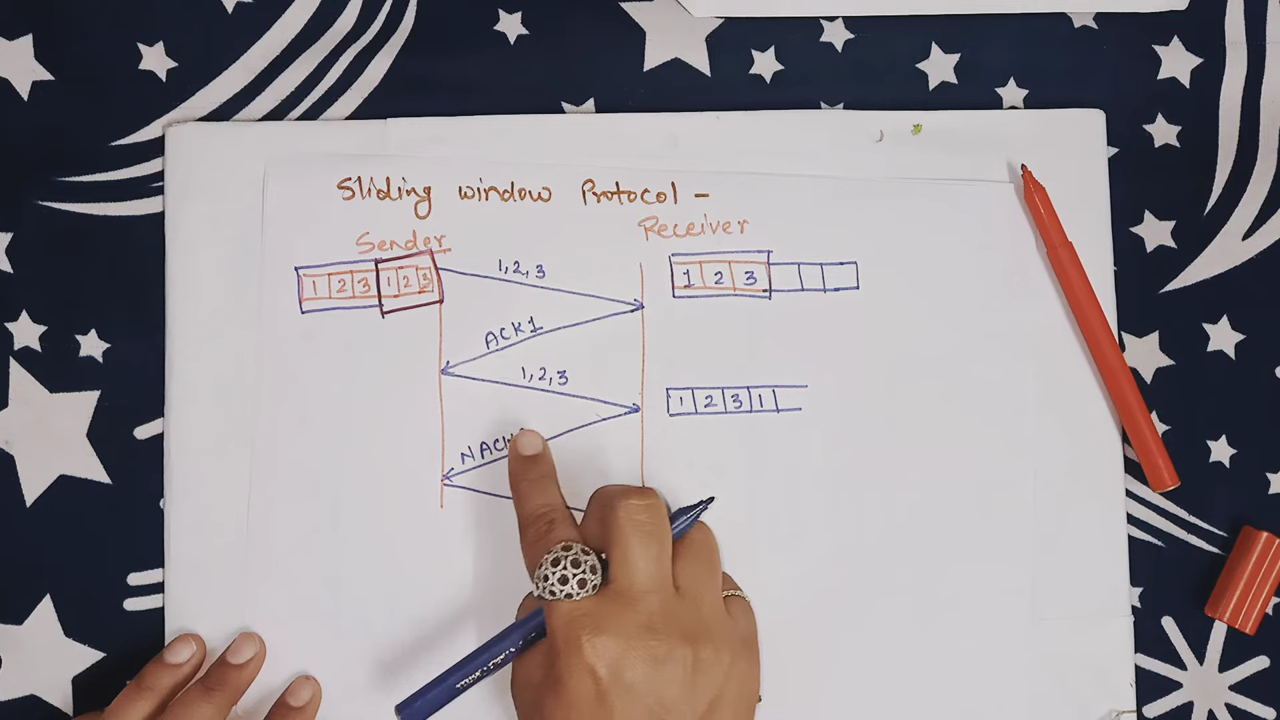 Sliding window Protocol -
Sender
Receiver
1 2 3 1 2 3
1,2,3
1 2 3
ACK1
1,2,3
1 2 3 1